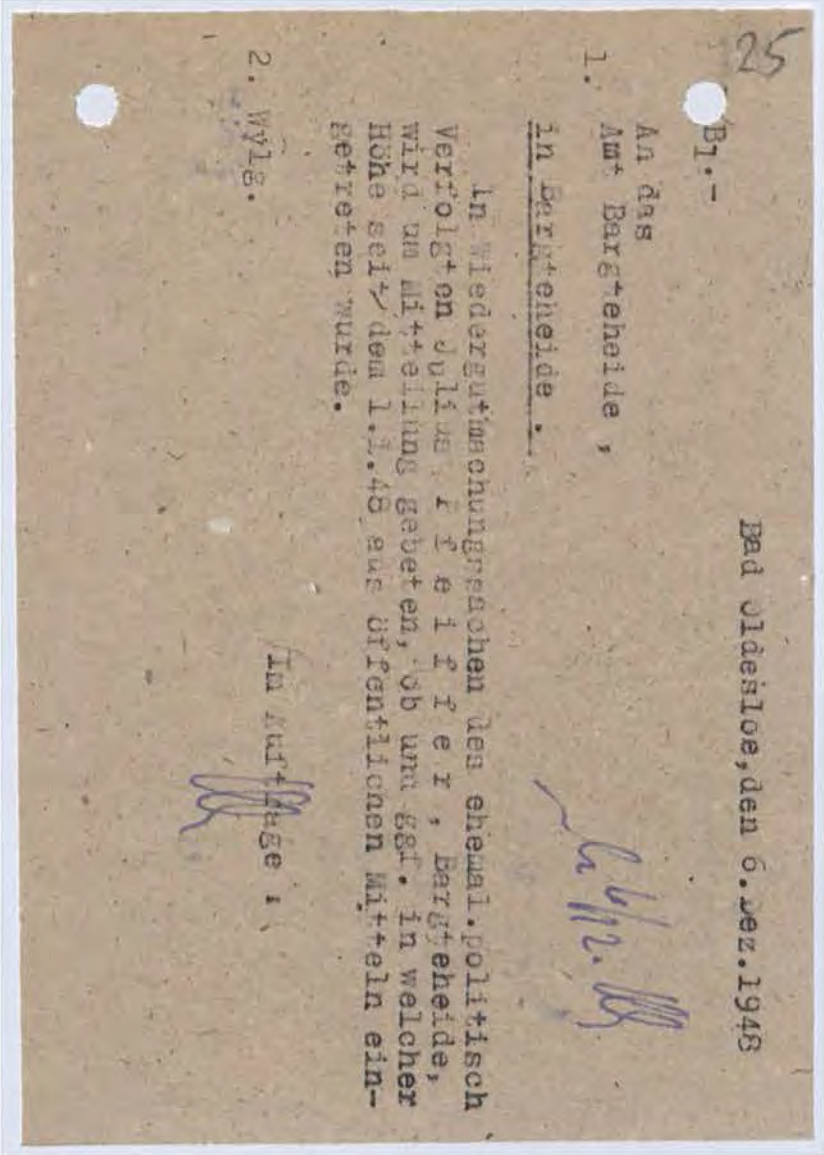 25
Bad Oldesloe,den 6.Dez.1948
Bl.-
An das
1. Amt Bargteheide ,
in Bargteheide .
In Wiedergutmachungssachen des ehemal.politisch
Verfolgten Julius P f e i f f e r , Bargteheide,
wird um Mitteilung gebeten, ob und ggf. in welcher
Höhe seit dem 1.1.48 aus öffentlichen Mitteln ein-
getreten wurde.
2. Wvlg.
Im Auftrage :